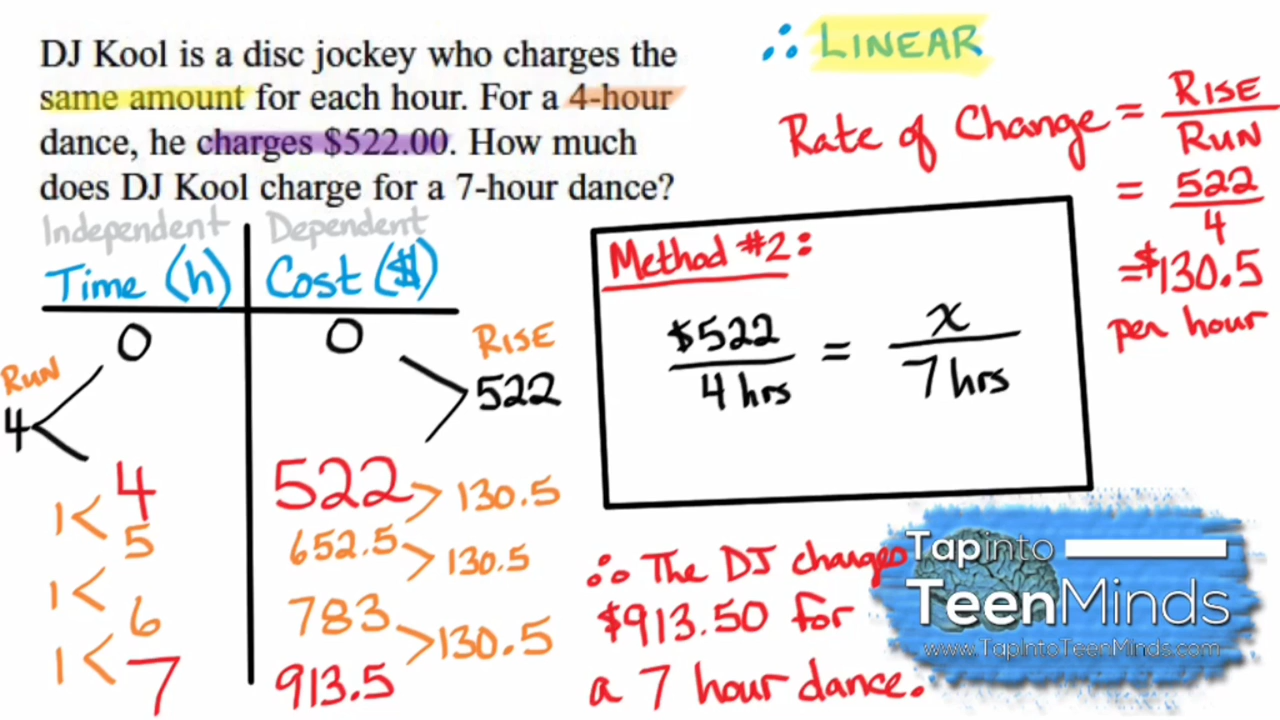 DJ Kool is a disc jockey who charges the
same amount for each hour. For a 4-hour
dance, he charges $522.00. How much
does DJ Kool charge for a 7-hour dance?
∴ LINEAR
Rate of Change = RISE/RUN
= 522/4
= $130.5
per hour
Independent Dependent
Time (h) Cost ($)
0 0
RISE
522
RUN
4
4 522
1 130.5
5 652.5
1 130.5
6 783
1 130.5
7 913.5
Method #2:
$522/4 hrs = x/7 hrs
∴ The DJ charges
$913.50 for
a 7 hour dance.
Tap into
TeenMinds
www.TapIntoTeenMinds.com